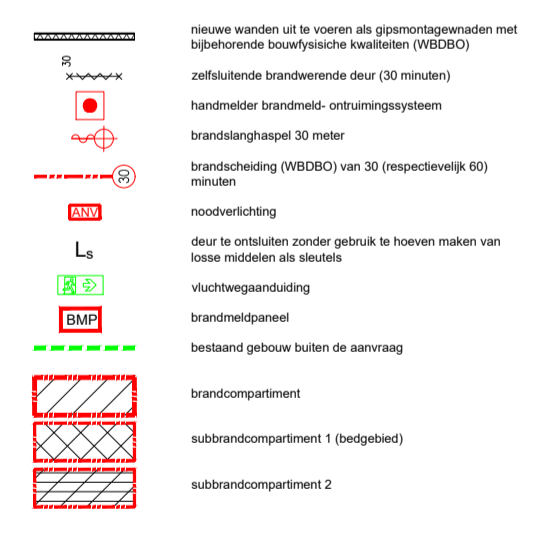 nieuwe wanden uit te voeren als gipsmontagewnaden met
bijbehorende bouwfysisiche kwaliteiten (WBDBO)
30
zelfsluitende brandwerende deur (30 minuten)
handmelder brandmeld- ontruimingssysteem
brandslanghaspel 30 meter
30
brandscheiding (WBDBO) van 30 (respectievelijk 60)
minuten
ANV
noodverlichting
Ls
deur te ontsluiten zonder gebruik te hoeven maken van
losse middelen als sleutels
vluchtwegaanduiding
BMP
brandmeldpaneel
bestaand gebouw buiten de aanvraag
brandcompartiment
subbrandcompartiment 1 (bedgebied)
subbrandcompartiment 2